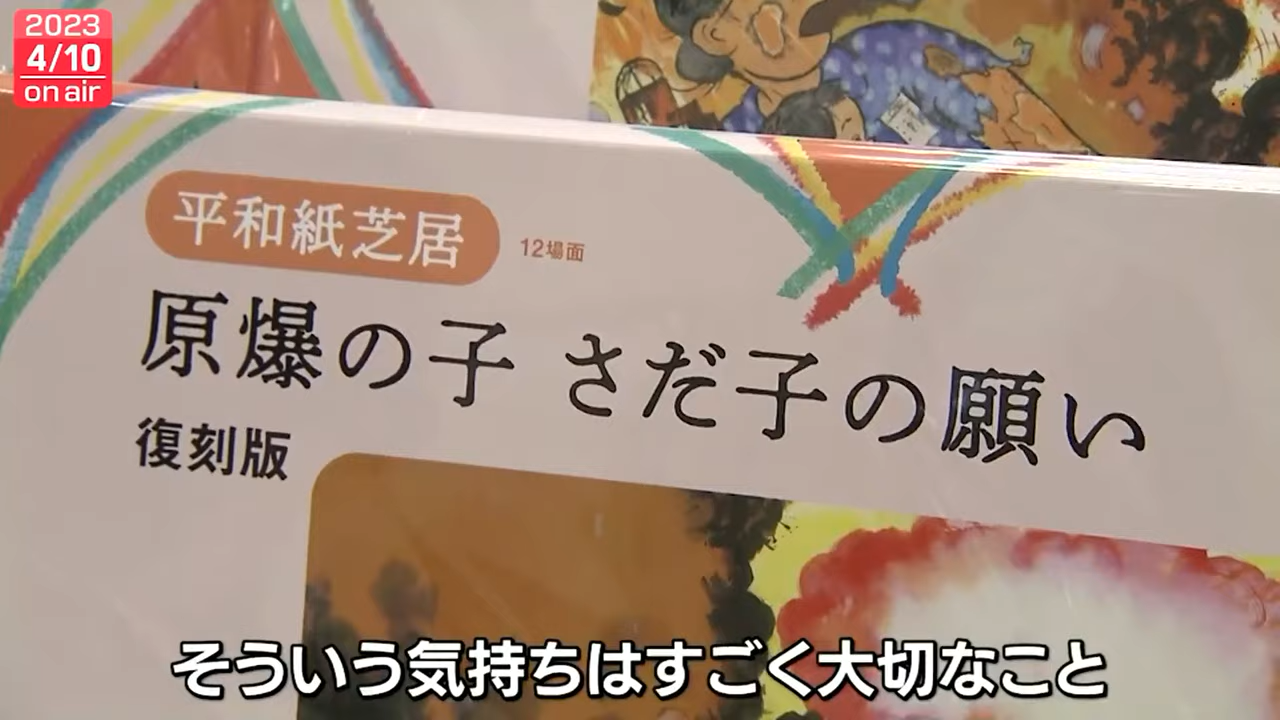 2023
4/10
on air
平和紙芝居
12場面
原爆の子 さだ子の願い
復刻版
そういう気持ちはすごく大切なこと